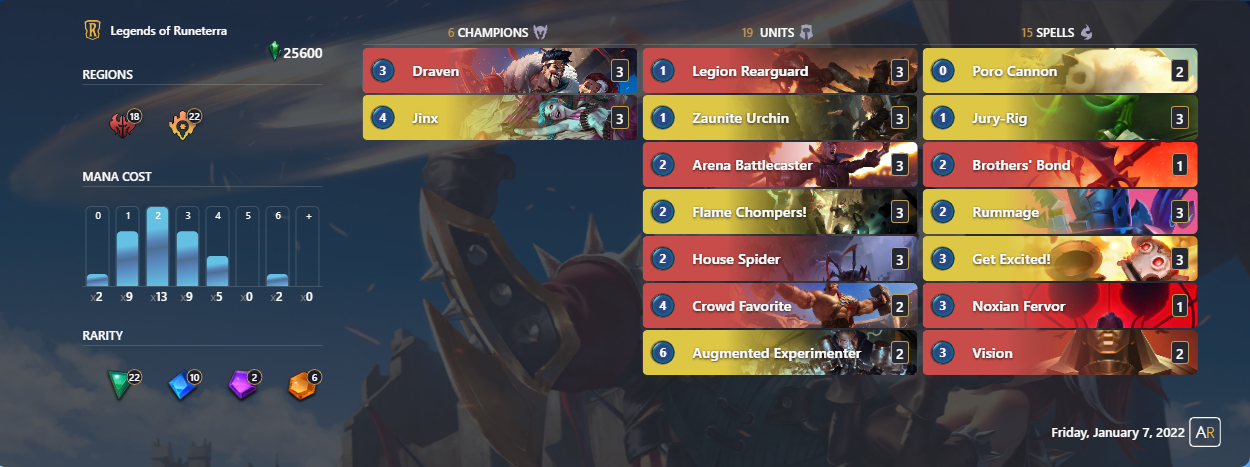 Legends of Runeterra
25600
REGIONS
18
22
MANA COST
0 1 2 3 4 5 6 +
x2 x9 x13 x9 x5 x0 x2 x0
RARITY
22 10 2 6
6 CHAMPIONS
3 Draven 3
4 Jinx 3
19 UNITS
1 Legion Rearguard 3
1 Zaunite Urchin 3
2 Arena Battlecaster 3
2 Flame Chompers! 3
2 House Spider 3
4 Crowd Favorite 2
6 Augmented Experimenter 2
15 SPELLS
0 Poro Cannon 2
1 Jury-Rig 3
2 Brothers' Bond 1
2 Rummage 3
3 Get Excited! 3
3 Noxian Fervor 1
3 Vision 2
Friday, January 7, 2022 AR